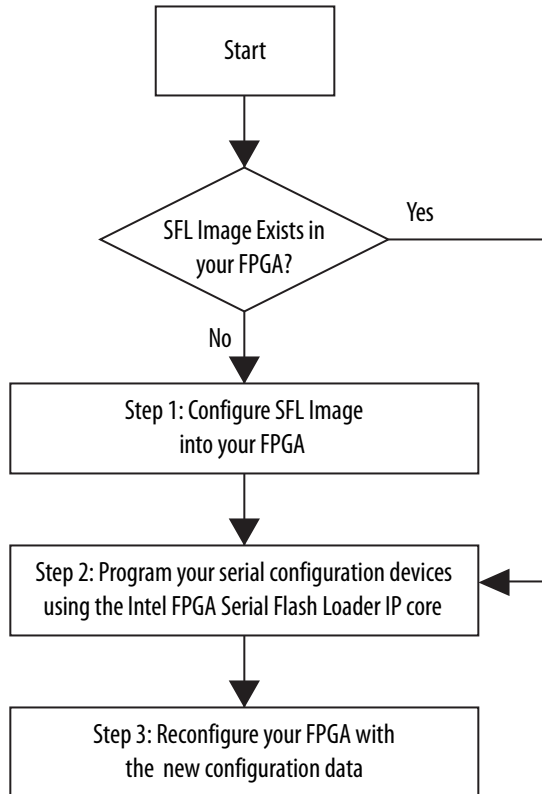 Start
SFL Image Exists in
your FPGA?
Yes
No
Step 1: Configure SFL Image
into your FPGA
Step 2: Program your serial configuration devices
using the Intel FPGA Serial Flash Loader IP core
Step 3: Reconfigure your FPGA with
the new configuration data